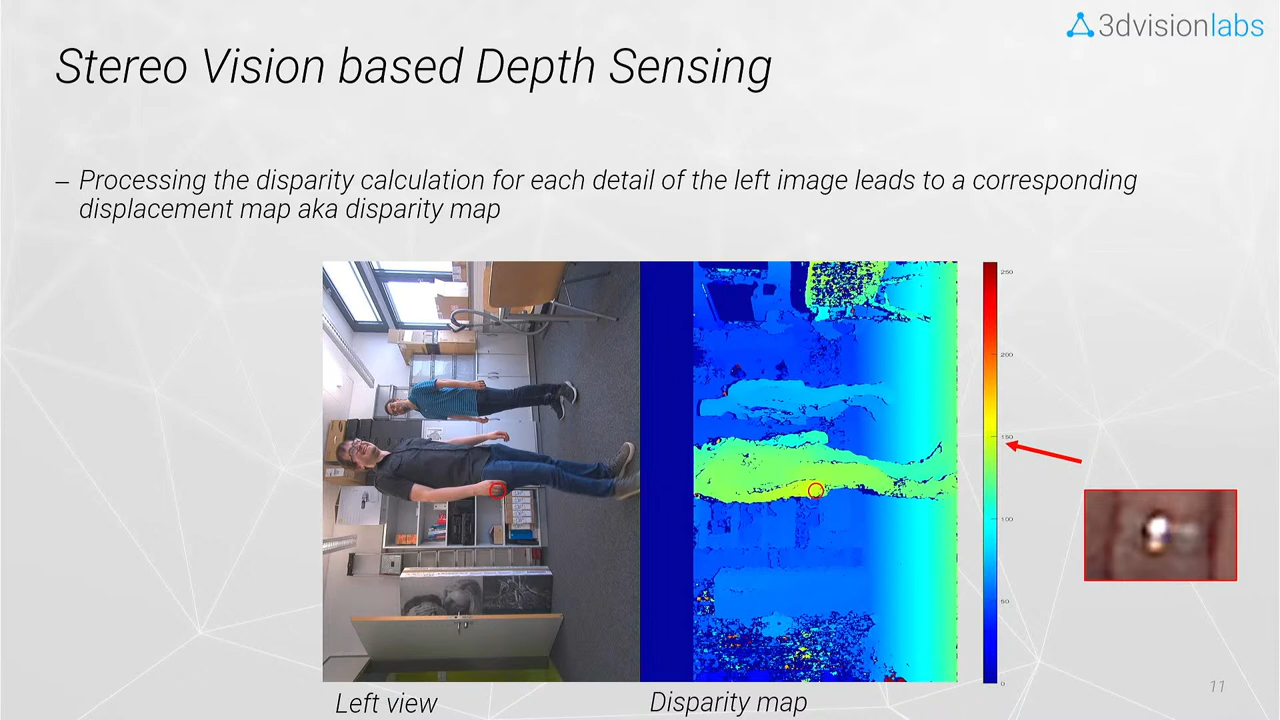 3dvisionlabs
Stereo Vision based Depth Sensing
– Processing the disparity calculation for each detail of the left image leads to a corresponding
displacement map aka disparity map
250
200
150
100
50
0
Left view
Disparity map
11